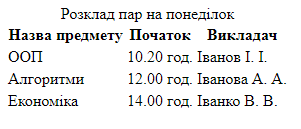 Розклад пар на понеділок
Назва предмету Початок Викладач
ООП 10.20 год. Іванов І. І.
Алгоритми 12.00 год. Іванова А. А.
Економіка 14.00 год. Іванко В. В.